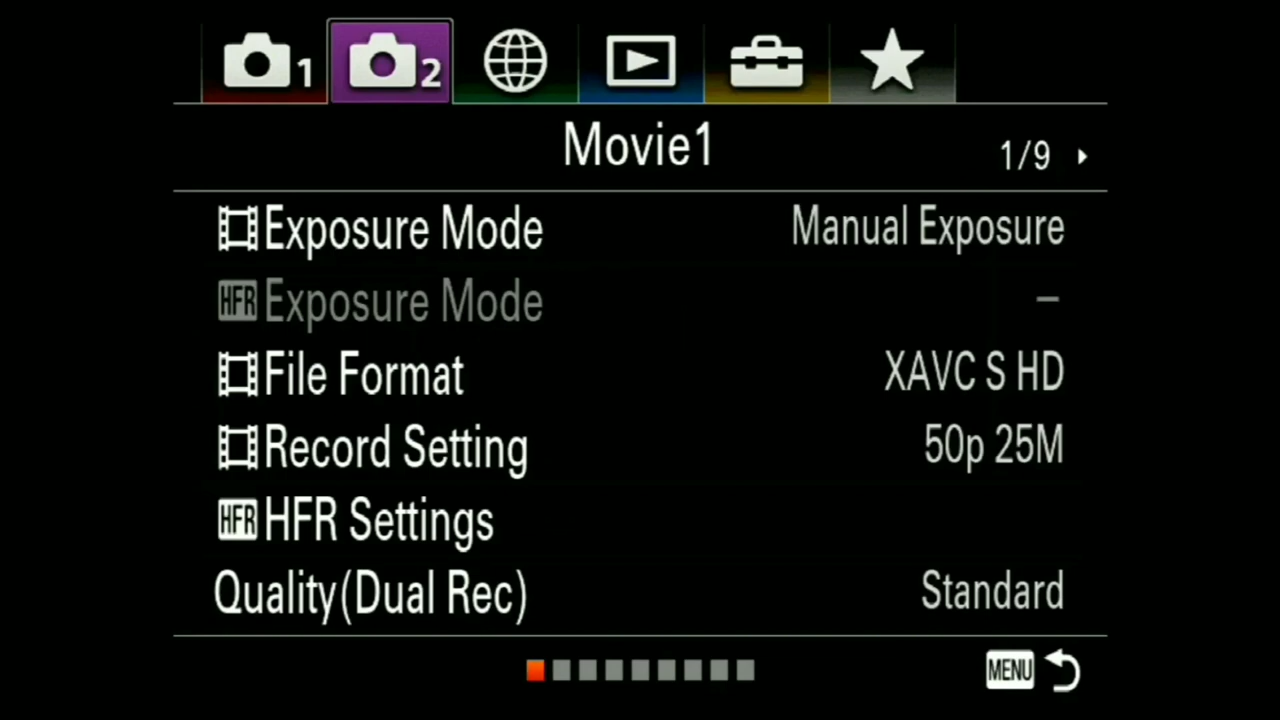 1
2
Movie1
1/9
Exposure Mode Manual Exposure
HFR Exposure Mode –
File Format XAVC S HD
Record Setting 50p 25M
HFR HFR Settings
Quality(Dual Rec) Standard
MENU